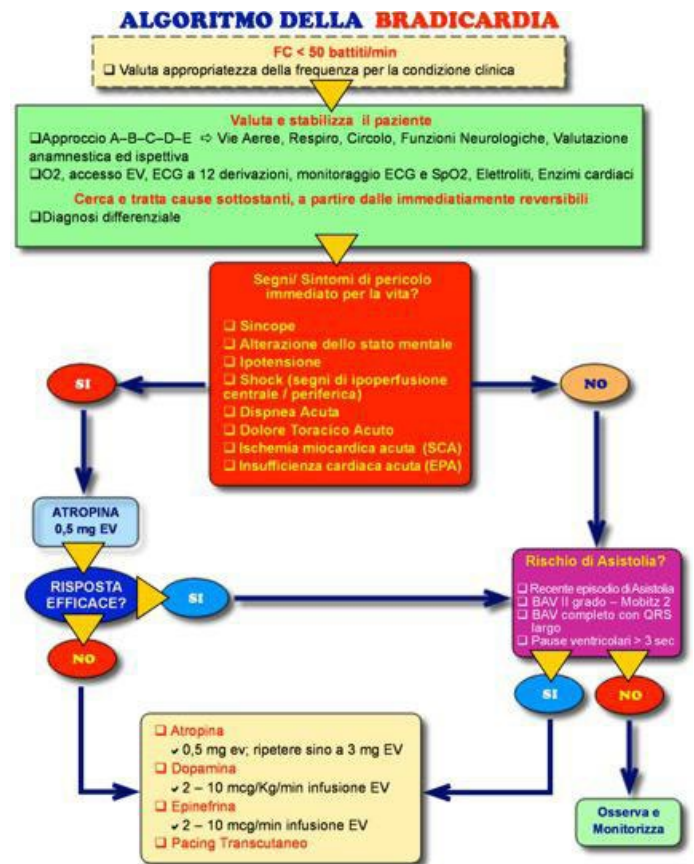 ALGORITMO DELLA BRADICARDIA
FC < 50 battiti/min
❑ Valuta appropatezza della frequenza per la condizione clinica
Valuta e stabilizza il paziente
❑Approccio A–B–C–D–E ⇨ Vie Aeree, Respiro, Circolo, Funzioni Neurologiche, Valutazione
anamnestica ed ispettiva
❑O2, accesso EV, ECG a 12 derivazioni, monitoraggio ECG e SpO2, Elettroliti, Enzimi cardiaci
Cerca e tratta cause sottostanti, a partire dalle immediatiamente reversibili
❑Diagnosi differenziale
Segni/ Sintomi di pericolo
immediato per la vita?
❑ Sincope
❑ Alterazione dello stato mentale
❑ Ipotensione
❑ Shock (segni di ipoperfusione
centrale / periferica)
❑ Dispnea Acuta
❑ Dolore Toracico Acuto
❑ Ischemia miocardica acuta (SCA)
❑ Insufficienza cardiaca acuta (EPA)
SI
NO
ATROPINA
0,5 mg EV
RISPOSTA
EFFICACE?
SI
NO
Rischio di Asistolia?
❑ Recente episodio di Asistolia
❑ BAV II grado – Mobitz 2
❑ BAV completo con QRS
largo
❑ Pause ventricolari > 3 sec
SI
NO
❑ Atropina
✔ 0,5 mg ev; ripetere sino a 3 mg EV
❑ Dopamina
✔ 2 – 10 mcg/Kg/min infusione EV
❑ Epinefrina
✔ 2 – 10 mcg/min infusione EV
❑ Pacing Transcutaneo
Osserva e
Monitorizza